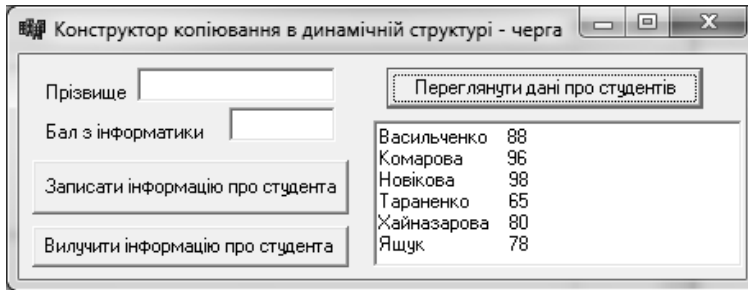 Конструктор копіювання в динамічній структурі - черга
Прізвище
Бал з інформатики
Записати інформацію про студента
Вилучити інформацію про студента
Переглянути дані про студентів
Васильченко 88
Комарова 96
Новікова 98
Тараненко 65
Хайназарова 80
Ящук 78